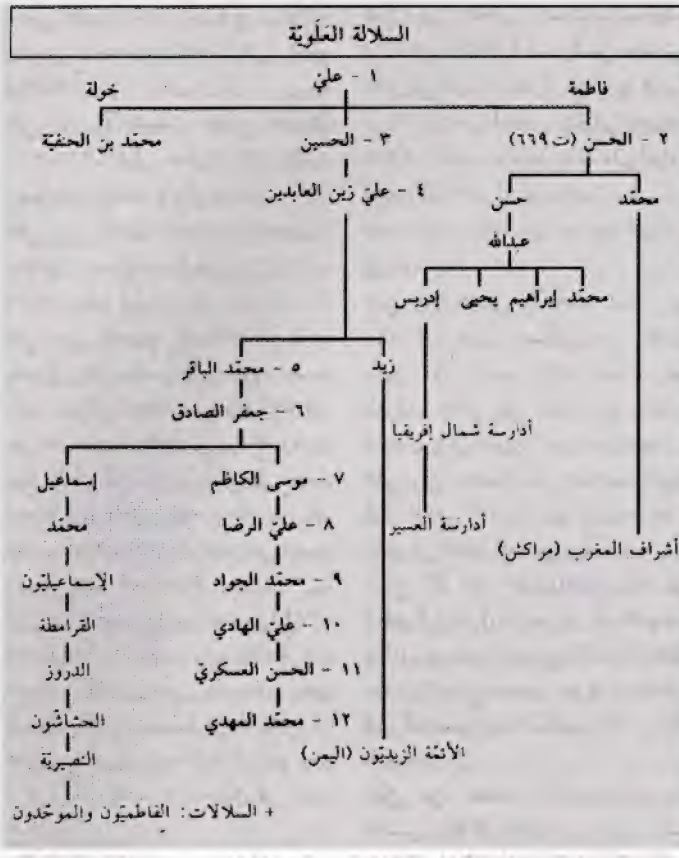 السلالة العَلَويّة
١ - عليّ
فاطمة
خولة
٢ - الحسن (ت ٦٦٩)
٣ - الحسين
محمّد بن الحنفيّة
٤ - عليّ زين العابدين
محمّد
حسن
عبدالله
محمّد إبراهيم يحيى إدريس
زيد
٥ - محمّد الباقر
٦ - جعفر الصادق
أدارسة شمال إفريقيا
٧ - موسى الكاظم
إسماعيل
٨ - عليّ الرضا
محمّد
أدارسة العسير
أشراف المغرب (مراكش)
٩ - محمّد الجواد
الإسماعيليّون
١٠ - عليّ الهادي
القرامطة
١١ - الحسن العسكريّ
الدروز
١٢ - محمّد المهدي
الحشاشون
الأئمّة الزيديّون (اليمن)
النصيريّة
+ السلالات: الفاطميّون والموحّدون